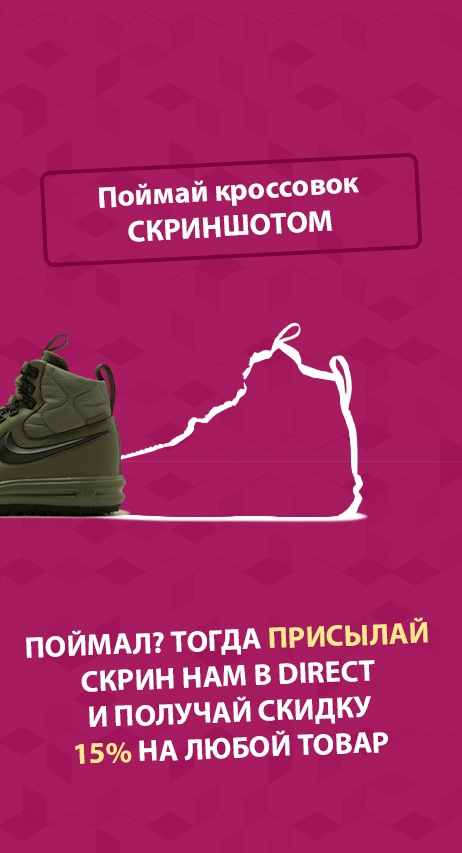 Поймай кроссовок
СКРИНШОТОМ
ПОЙМАЛ? ТОГДА ПРИСЫЛАЙ
СКРИН НАМ В DIRECT
И ПОЛУЧАЙ СКИДКУ
15% НА ЛЮБОЙ ТОВАР